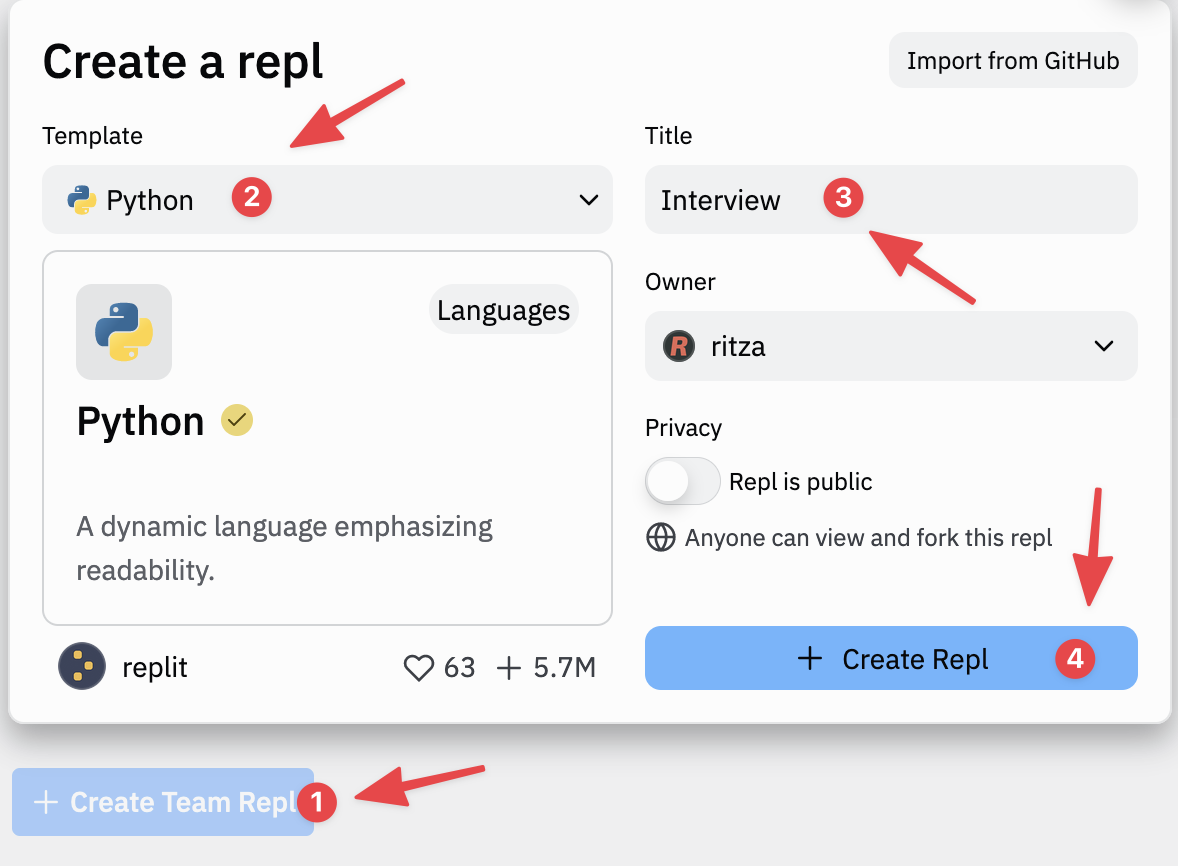 Create a repl
Import from GitHub
Template
Python
2
Languages
Python
A dynamic language emphasizing
readability.
replit
63
5.7M
Title
Interview
3
Owner
R
ritza
Privacy
Repl is public
Anyone can view and fork this repl
+ Create Repl
4
+ Create Team Repl
1